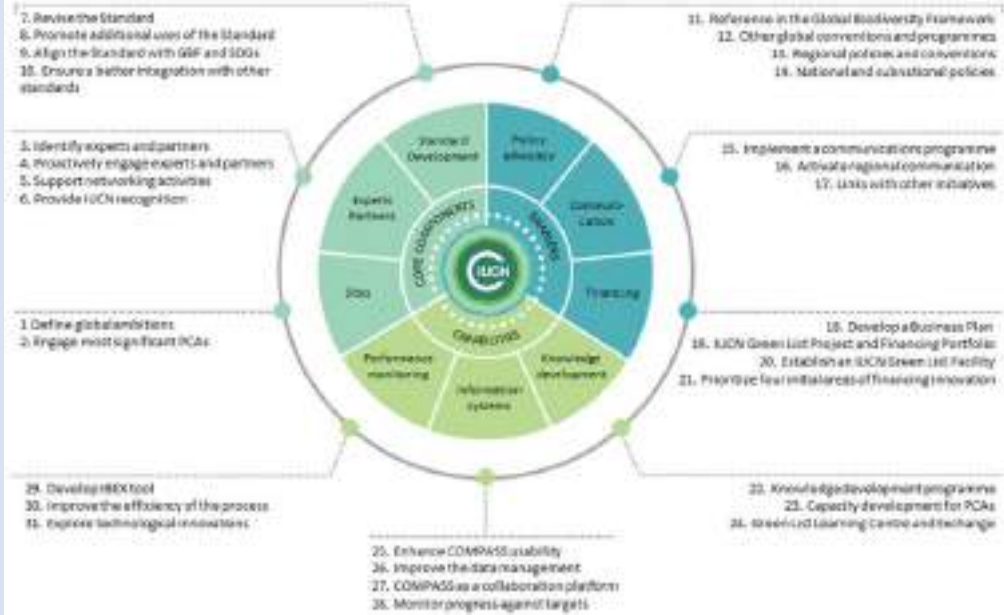 7. Revise the Standard
8. Promote additional uses of the Standard
9. Align the Standard with GBF and SDGs
10. Ensure a better integration with other
standards
11. Reference in the Global Biodiversity Framework
12. Other global conventions and programmes
13. Regional policies and conventions
14. National and subnational policies
3. Identify experts and partners
4. Proactively engage experts and partners
5. Support networking activities
6. Provide IUCN recognition
15. Implement a communications programme
16. Activate regional communication
17. Links with other initiatives
Standard
Development
Policy
advocacy
Experts
Partners
Communi-
cation
Sites
Financing
Performance
monitoring
Information
systems
Knowledge
development
CORE COMPONENTS
ENABLERS
CAPABILITIES
IUCN
1 Define global ambitions
2. Engage most significant PCAs
18. Develop a Business Plan
19. IUCN Green List Project and Financing Portfolio
20. Establish an IUCN Green List Facility
21. Prioritize four initial areas of financing innovation
29. Develop tool
30. Improve the efficiency of the process
31. Explore technological innovations
22. Knowledge development programme
23. Capacity development for PCAs
24. Green List Learning Centre and exchange
25. Enhance COMPASS usability
26. Improve the data management
27. COMPASS as a collaboration platform
28. Monitor progress against targets